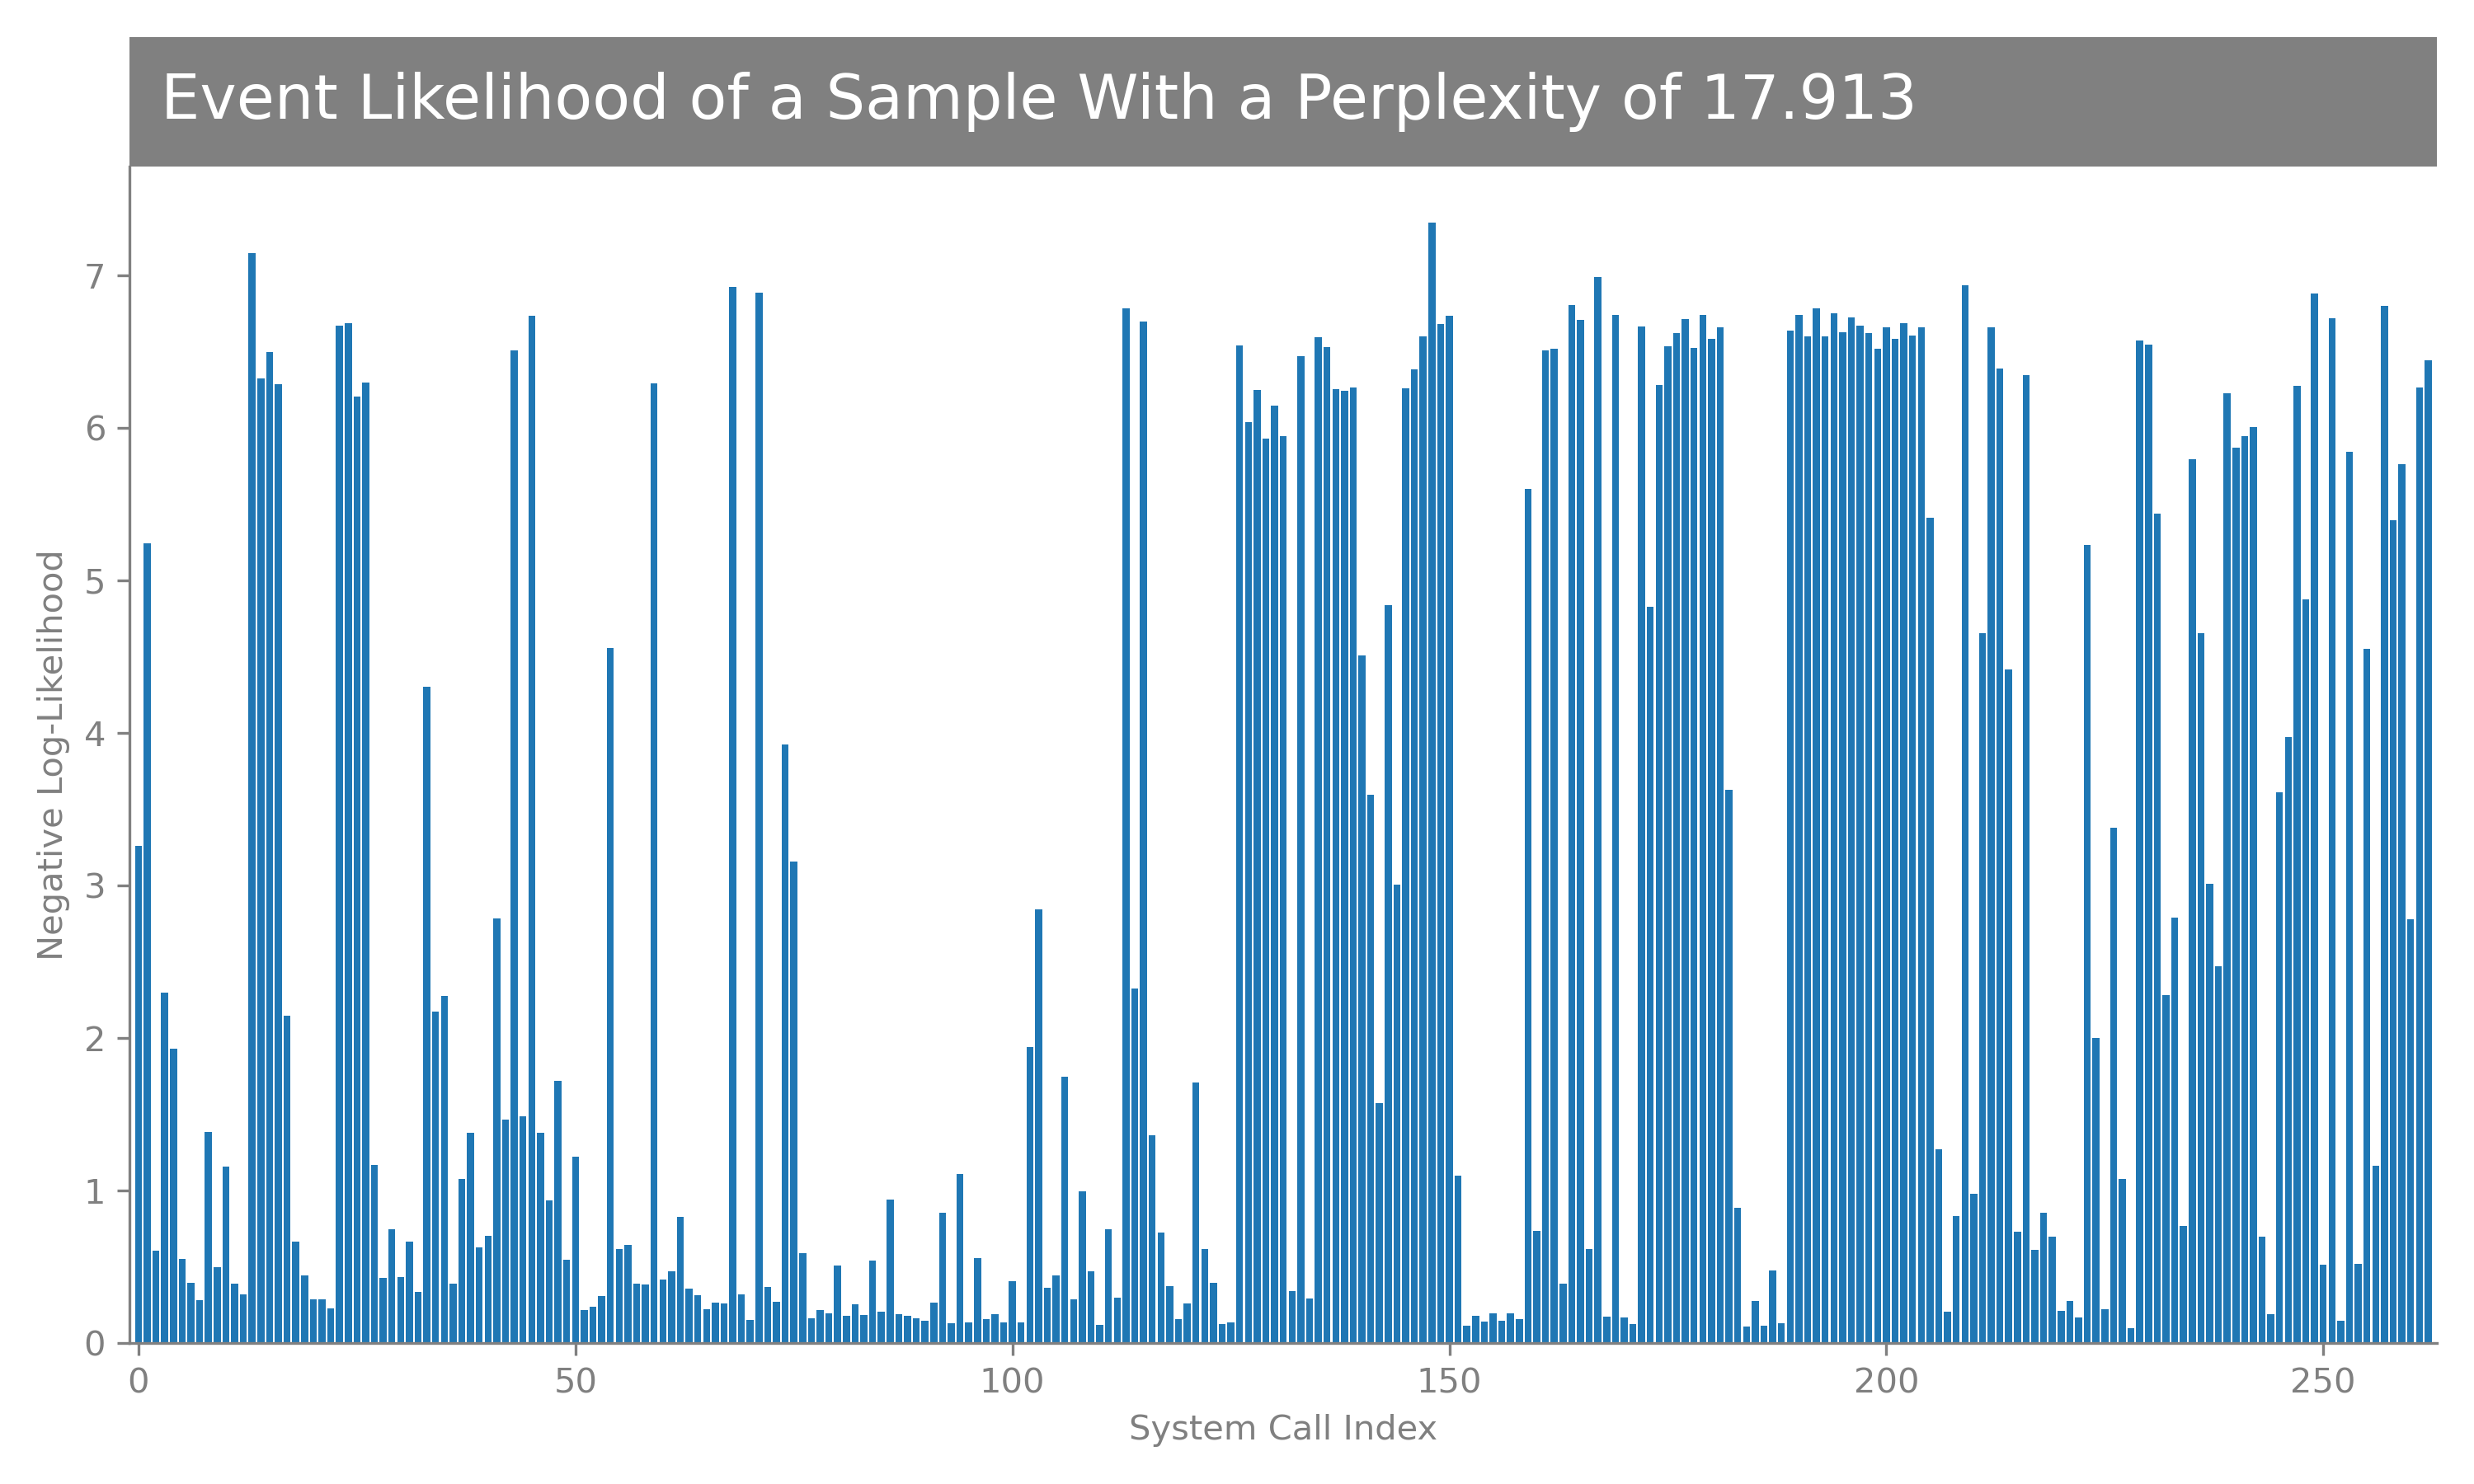 Event Likelihood of a Sample With a Perplexity of 17.913
Negative Log-Likelihood
7
6
5
4
3
2
1
0
0 50 100 150 200 250
System Call Index